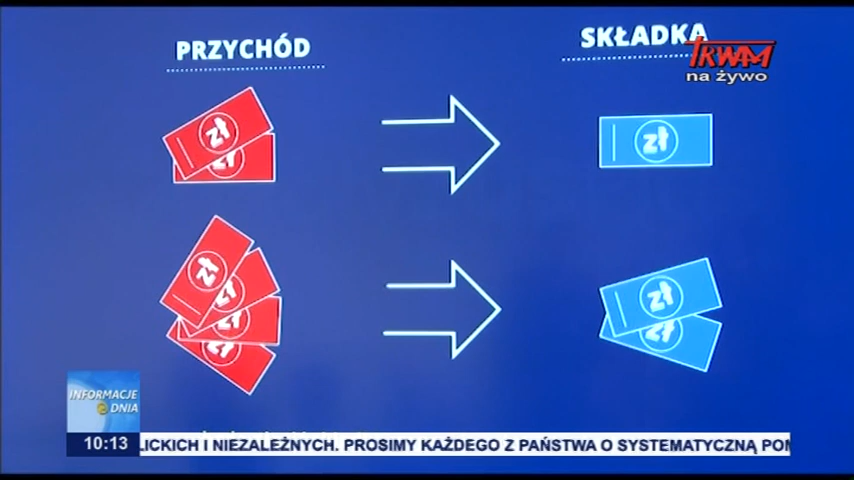 PRZYCHÓD
SKŁADKA
TRWAM
na żywo
zł
zł
zł
zł
zł
zł
zł
zł
zł
INFORMACJE
DNIA
10:13
LICKICH I NIEZALEŻNYCH. PROSIMY KAŻDEGO Z PAŃSTWA O SYSTEMATYCZNĄ POM